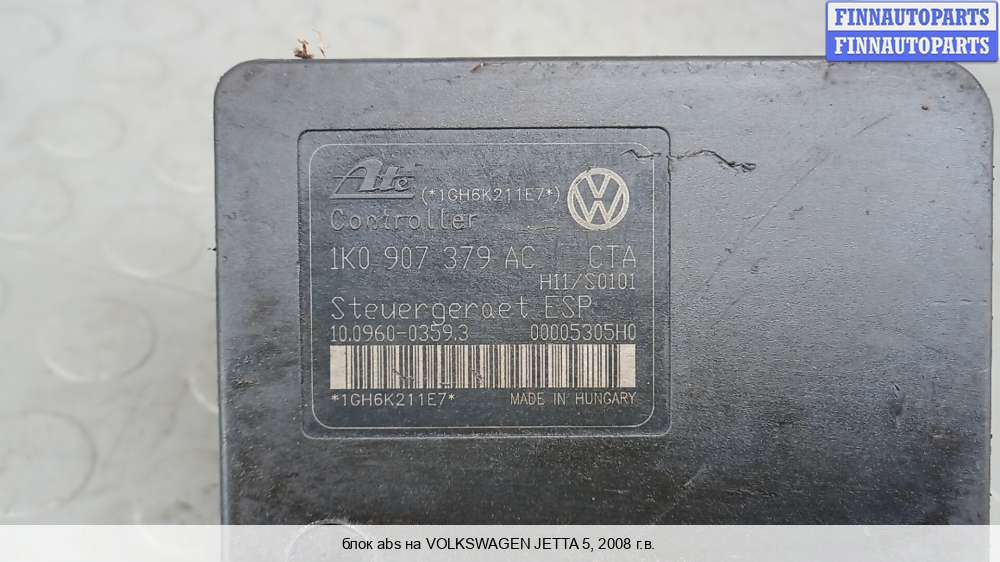 FINNAUTOPARTS
FINNAUTOPARTS
Ate (*1GH6K211E7*)
Controller
1K0 907 379 AC CTA
H11/S0101
Steuergeraet ESP
10.0960-0359.3 00005305H0
*1GH6K211E7* MADE IN HUNGARY
блок abs на VOLKSWAGEN JETTA 5, 2008 г.в.